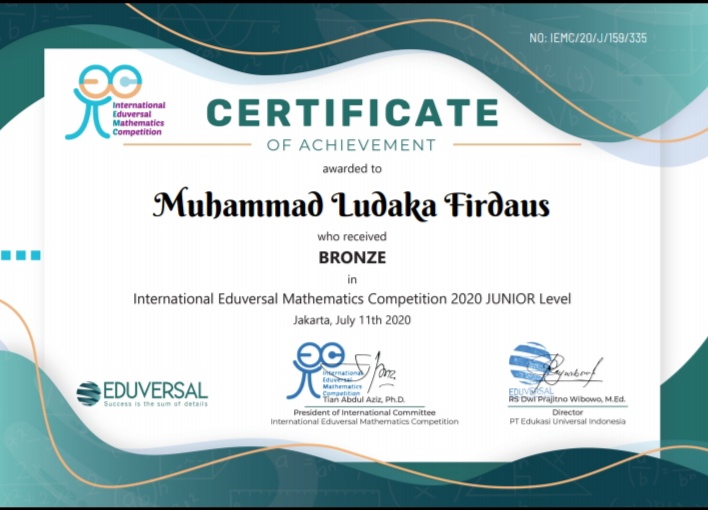 NO: IEMC/20/J/159/335
International
Eduversal
Mathematics
Competition
CERTIFICATE
OF ACHIEVEMENT
awarded to
Muhammad Ludaka Firdaus
who received
BRONZE
in
International Eduversal Mathematics Competition 2020 JUNIOR Level
Jakarta, July 11th 2020
EDUVERSAL
Success is the sum of details
International
Eduversal
Mathematics
Competition
Tian Abdul Aziz, Ph.D.
President of International Committee
International Eduversal Mathematics Competition
EDUVERSAL
RS Dwi Prajitno Wibowo, M.Ed.
Director
PT Edukasi Universal Indonesia